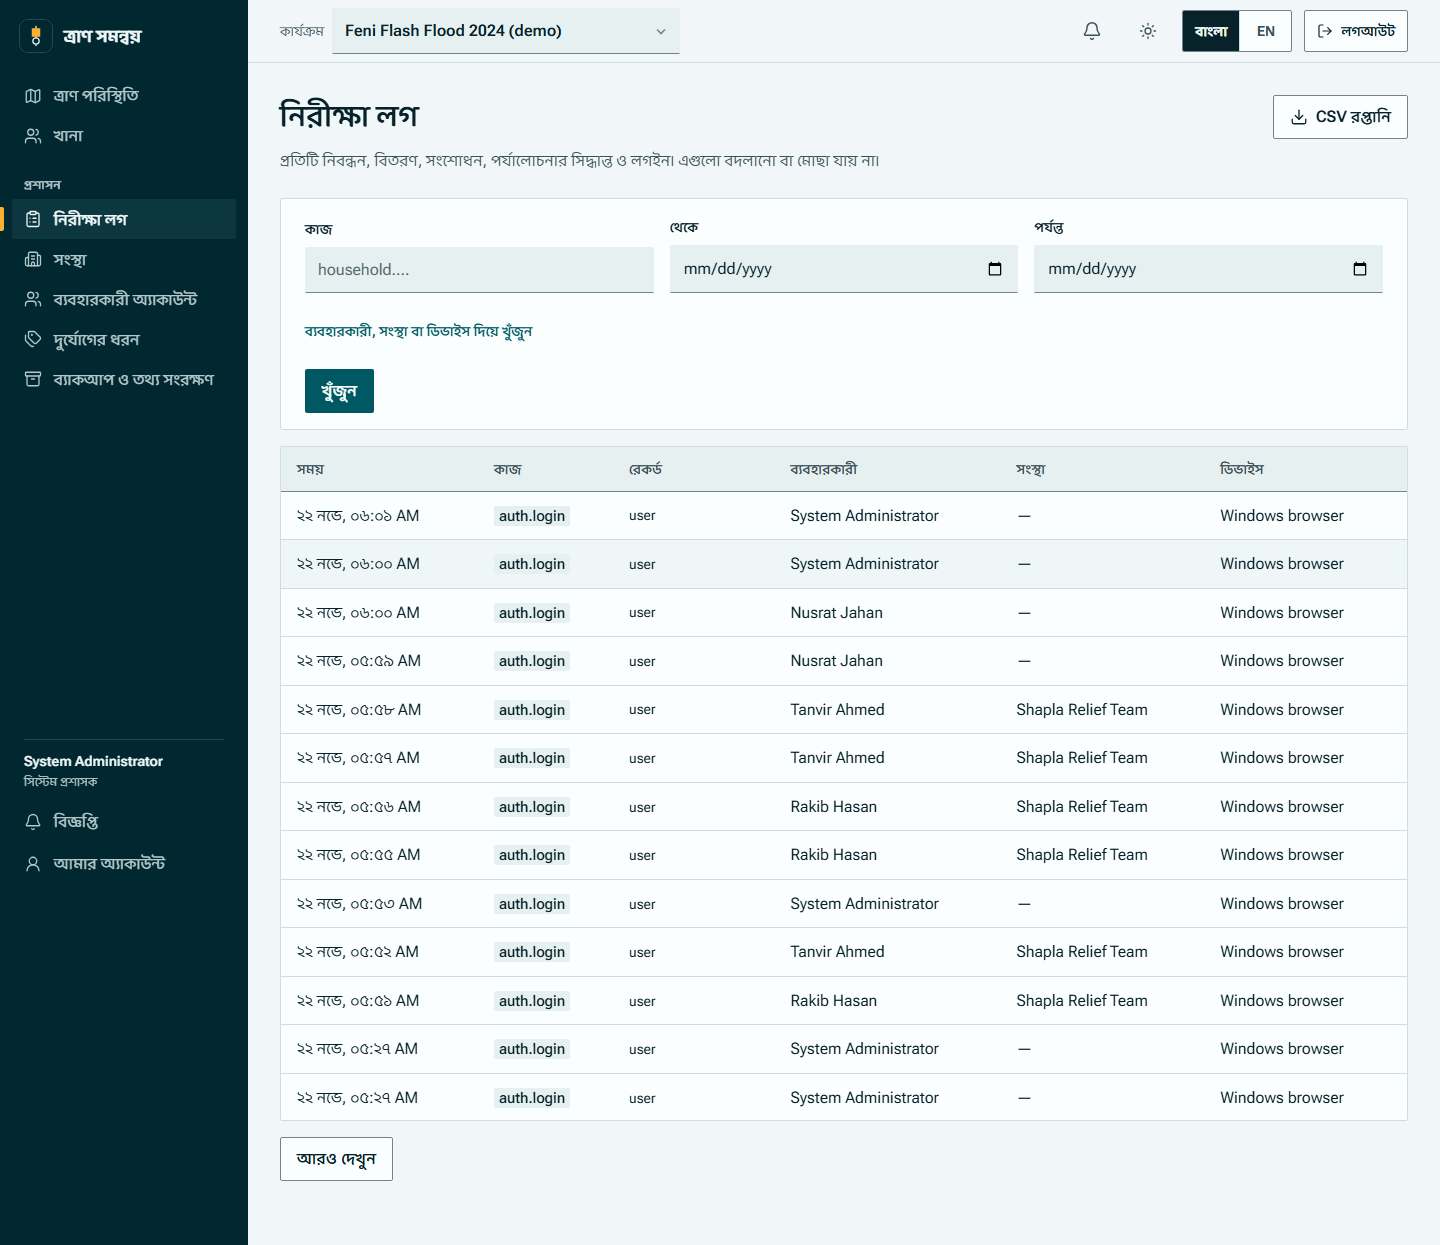 ত্রাণ সমন্বয়
ত্রাণ পরিস্থিতি
খানা
প্রশাসন
নিরীক্ষা লগ
সংস্থা
ব্যবহারকারী অ্যাকাউন্ট
দুর্যোগের ধরন
ব্যাকআপ ও তথ্য সংরক্ষণ
System Administrator
সিস্টেম প্রশাসক
বিজ্ঞপ্তি
আমার অ্যাকাউন্ট
কার্যক্রম Feni Flash Flood 2024 (demo) বাংলা EN লগআউট
নিরীক্ষা লগ
CSV রপ্তানি
প্রতিটি নিবন্ধন, বিতরণ, সংশোধন, পর্যালোচনার সিদ্ধান্ত ও লগইন। এগুলো বদলানো বা মোছা যায় না।
কাজ থেকে পর্যন্ত
household.... mm/dd/yyyy mm/dd/yyyy
ব্যবহারকারী, সংস্থা বা ডিভাইস দিয়ে খুঁজুন
খুঁজুন
সময় কাজ রেকর্ড ব্যবহারকারী সংস্থা ডিভাইস
২২ নভে, ০৬:০১ AM auth.login user System Administrator — Windows browser
২২ নভে, ০৬:০০ AM auth.login user System Administrator — Windows browser
২২ নভে, ০৬:০০ AM auth.login user Nusrat Jahan — Windows browser
২২ নভে, ০৫:৫৯ AM auth.login user Nusrat Jahan — Windows browser
২২ নভে, ০৫:৫৮ AM auth.login user Tanvir Ahmed Shapla Relief Team Windows browser
২২ নভে, ০৫:৫৭ AM auth.login user Tanvir Ahmed Shapla Relief Team Windows browser
২২ নভে, ০৫:৫৬ AM auth.login user Rakib Hasan Shapla Relief Team Windows browser
২২ নভে, ০৫:৫৫ AM auth.login user Rakib Hasan Shapla Relief Team Windows browser
২২ নভে, ০৫:৫৩ AM auth.login user System Administrator — Windows browser
২২ নভে, ০৫:৫২ AM auth.login user Tanvir Ahmed Shapla Relief Team Windows browser
২২ নভে, ০৫:৫১ AM auth.login user Rakib Hasan Shapla Relief Team Windows browser
২২ নভে, ০৫:২৭ AM auth.login user System Administrator — Windows browser
২২ নভে, ০৫:২৭ AM auth.login user System Administrator — Windows browser
আরও দেখুন